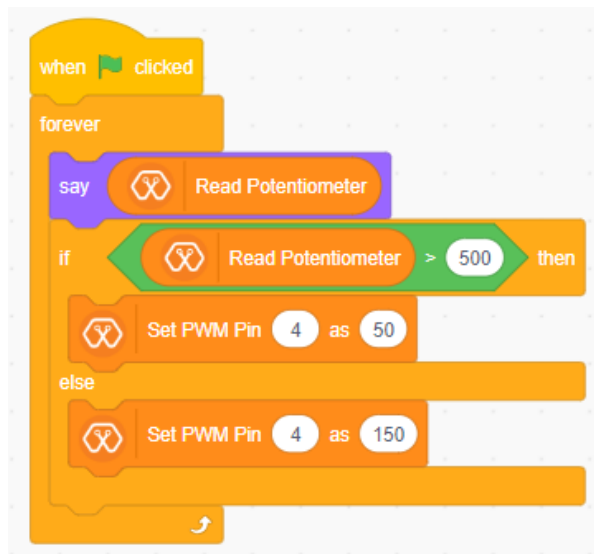 when clicked
forever
say Read Potentiometer
if Read Potentiometer > 500 then
Set PWM Pin 4 as 50
else
Set PWM Pin 4 as 150